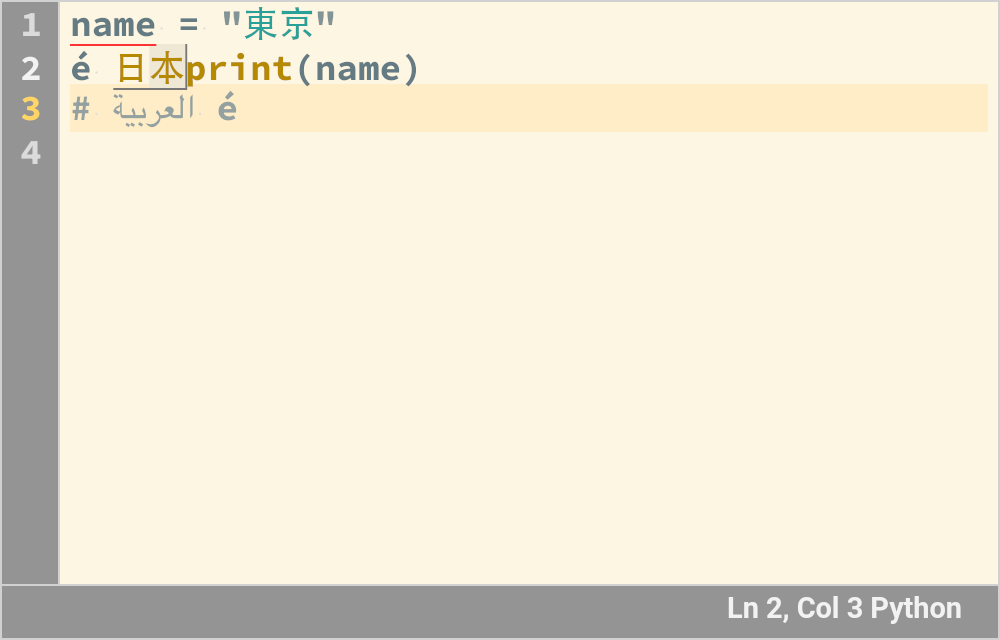 1 name = "東京"
2 é 日本print(name)
3 # العربية é
4
Ln 2, Col 3 Python